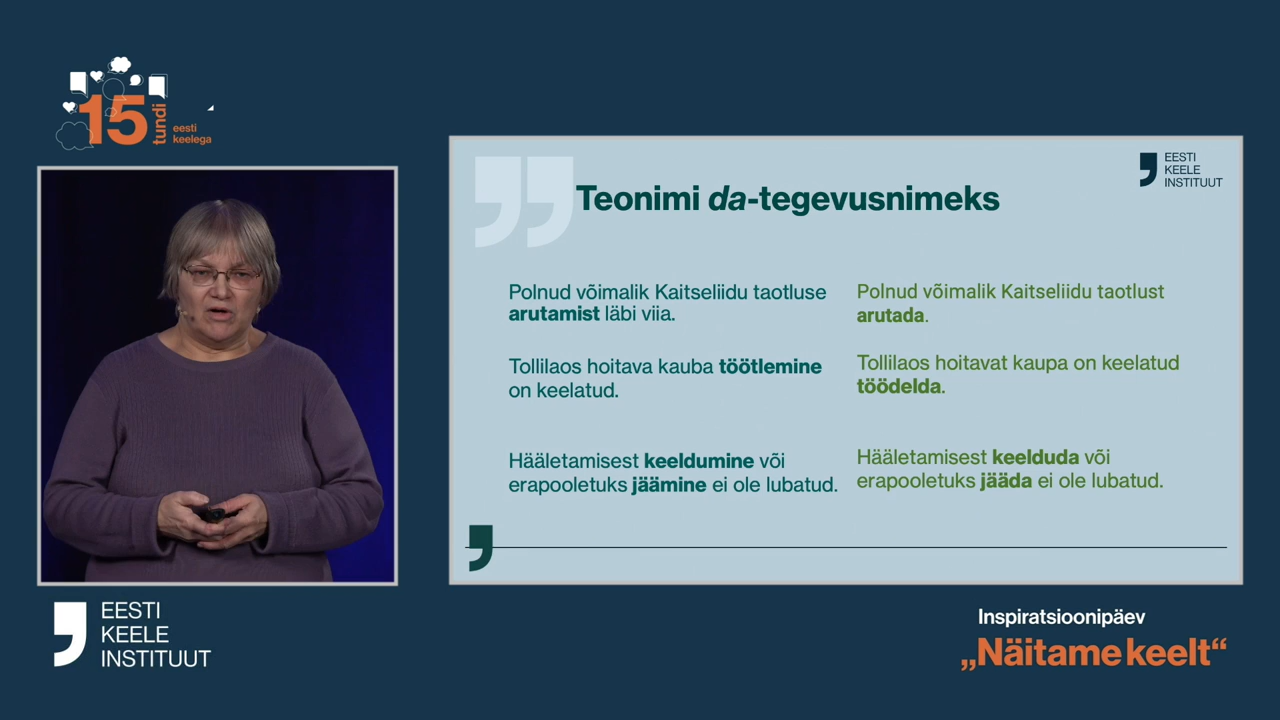 15
tundi
eesti
keelega
EESTI
KEELE
INSTITUUT
Teonimi da-tegevusnimeks
Polnud võimalik Kaitseliidu taotluse
arutamist läbi viia.
Polnud võimalik Kaitseliidu taotlust
arutada.
Tollilaos hoitava kauba töötlemine
on keelatud.
Tollilaos hoitavat kaupa on keelatud
töödelda.
Hääletamisest keeldumine või
erapooletuks jäämine ei ole lubatud.
Hääletamisest keelduda või
erapooletuks jääda ei ole lubatud.
EESTI
KEELE
INSTITUUT
Inspiratsioonipäev
„Näitame keelt“